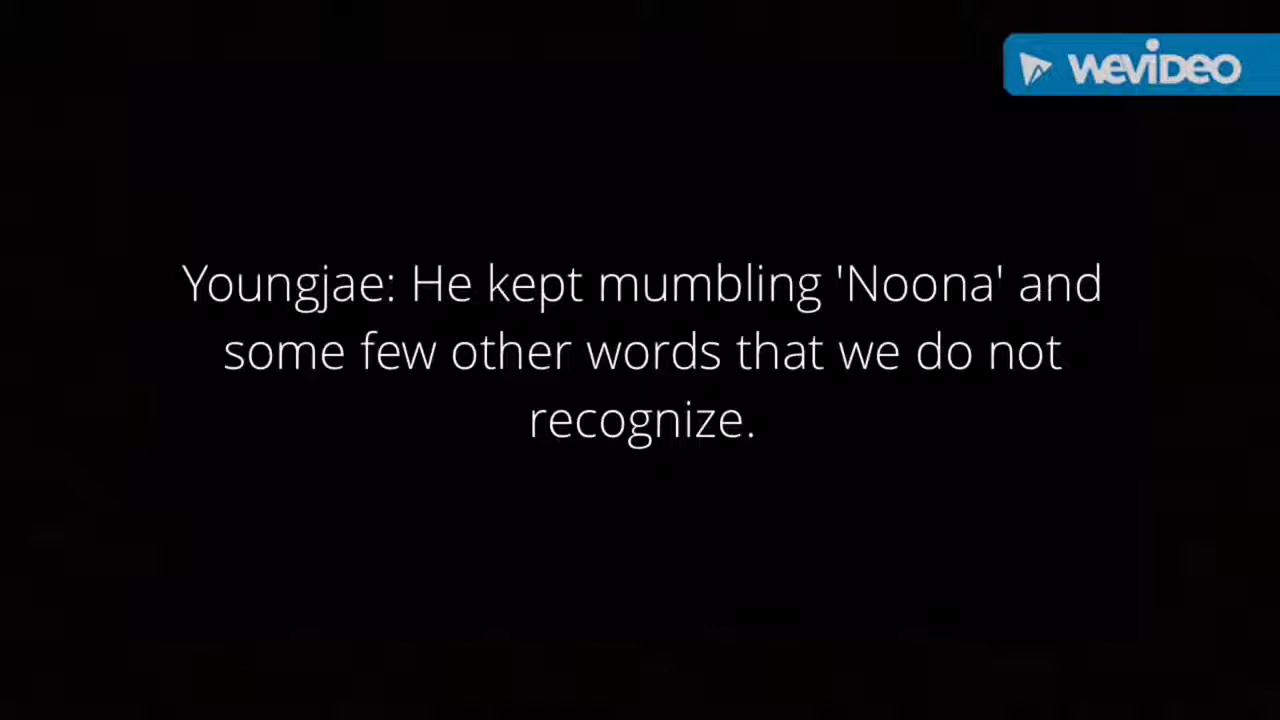 WEVIDEO
Youngjae: He kept mumbling 'Noona' and
some few other words that we do not
recognize.